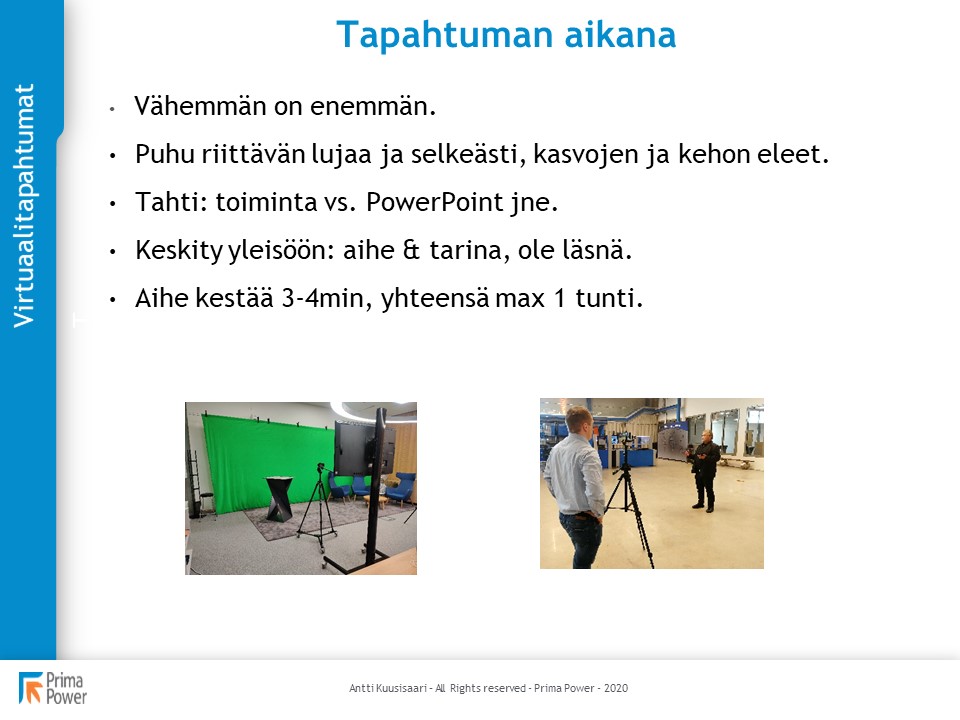 Tapahtuman aikana
Virtuaalitapahtumat
• Vähemmän on enemmän.
• Puhu riittävän lujaa ja selkeästi, kasvojen ja kehon eleet.
• Tahti: toiminta vs. PowerPoint jne.
• Keskity yleisöön: aihe & tarina, ole läsnä.
• Aihe kestää 3-4min, yhteensä max 1 tunti.
Prima
Power
Antti Kuusisaari - All Rights reserved - Prima Power - 2020